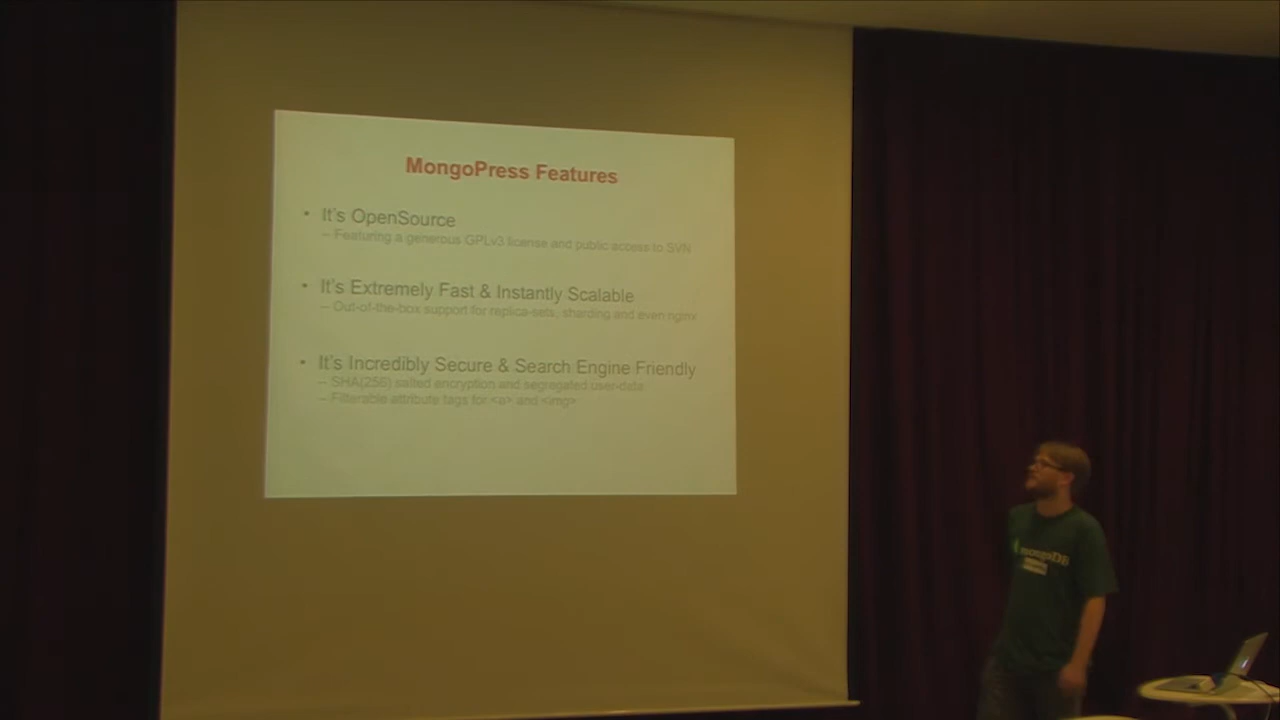 MongoPress Features
• It's OpenSource
– Featuring a generous GPLv3 license and public access to SVN
• It's Extremely Fast & Instantly Scalable
– Out-of-the-box support for replica-sets, sharding and even nginx
• It's Incredibly Secure & Search Engine Friendly
– SHA(256) salted encryption and segregated user-data
– Filterable attribute tags for <a> and <img>
mongoDB